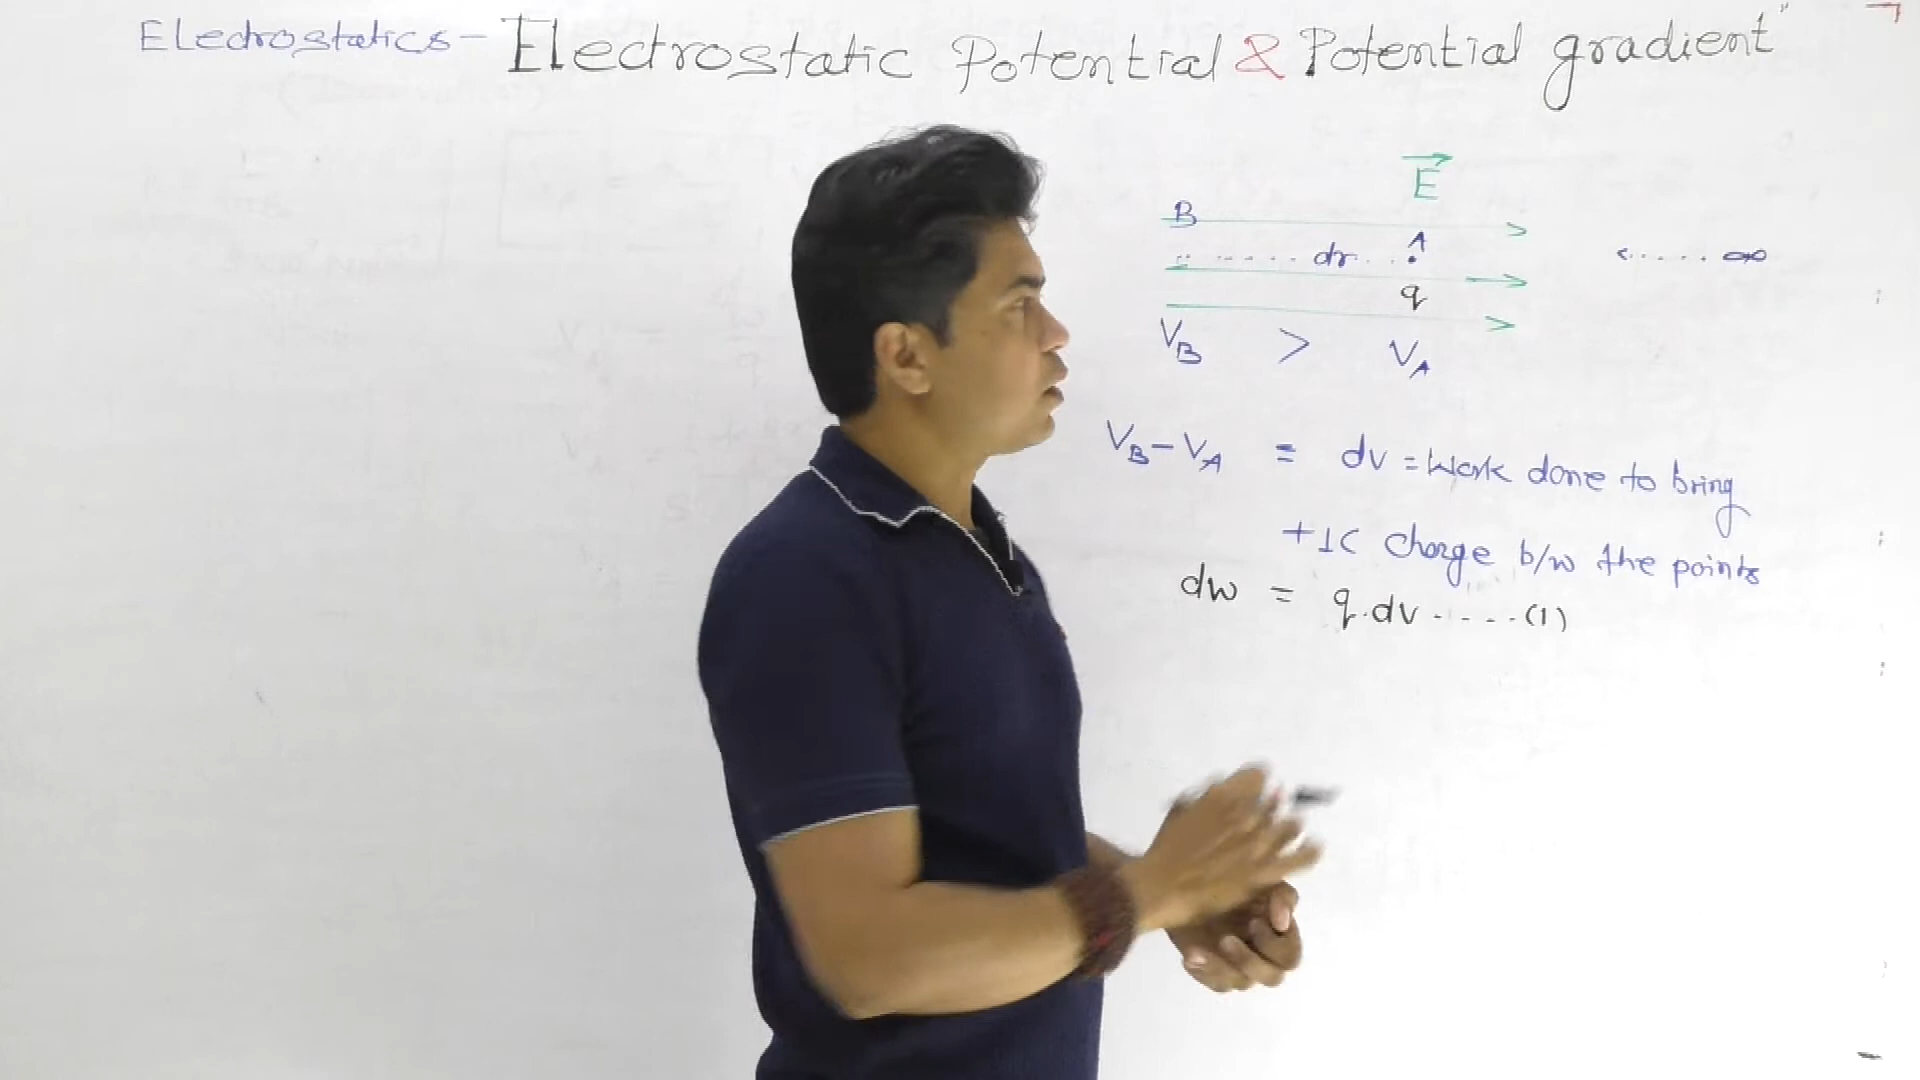 Electrostatics - Electrostatic Potential & Potential gradient"
E
B
A
dr
∞
q
VB > VA
VB - VA = dv = Work done to bring
+1C charge b/w the points
dw = q.dv ..... (1)